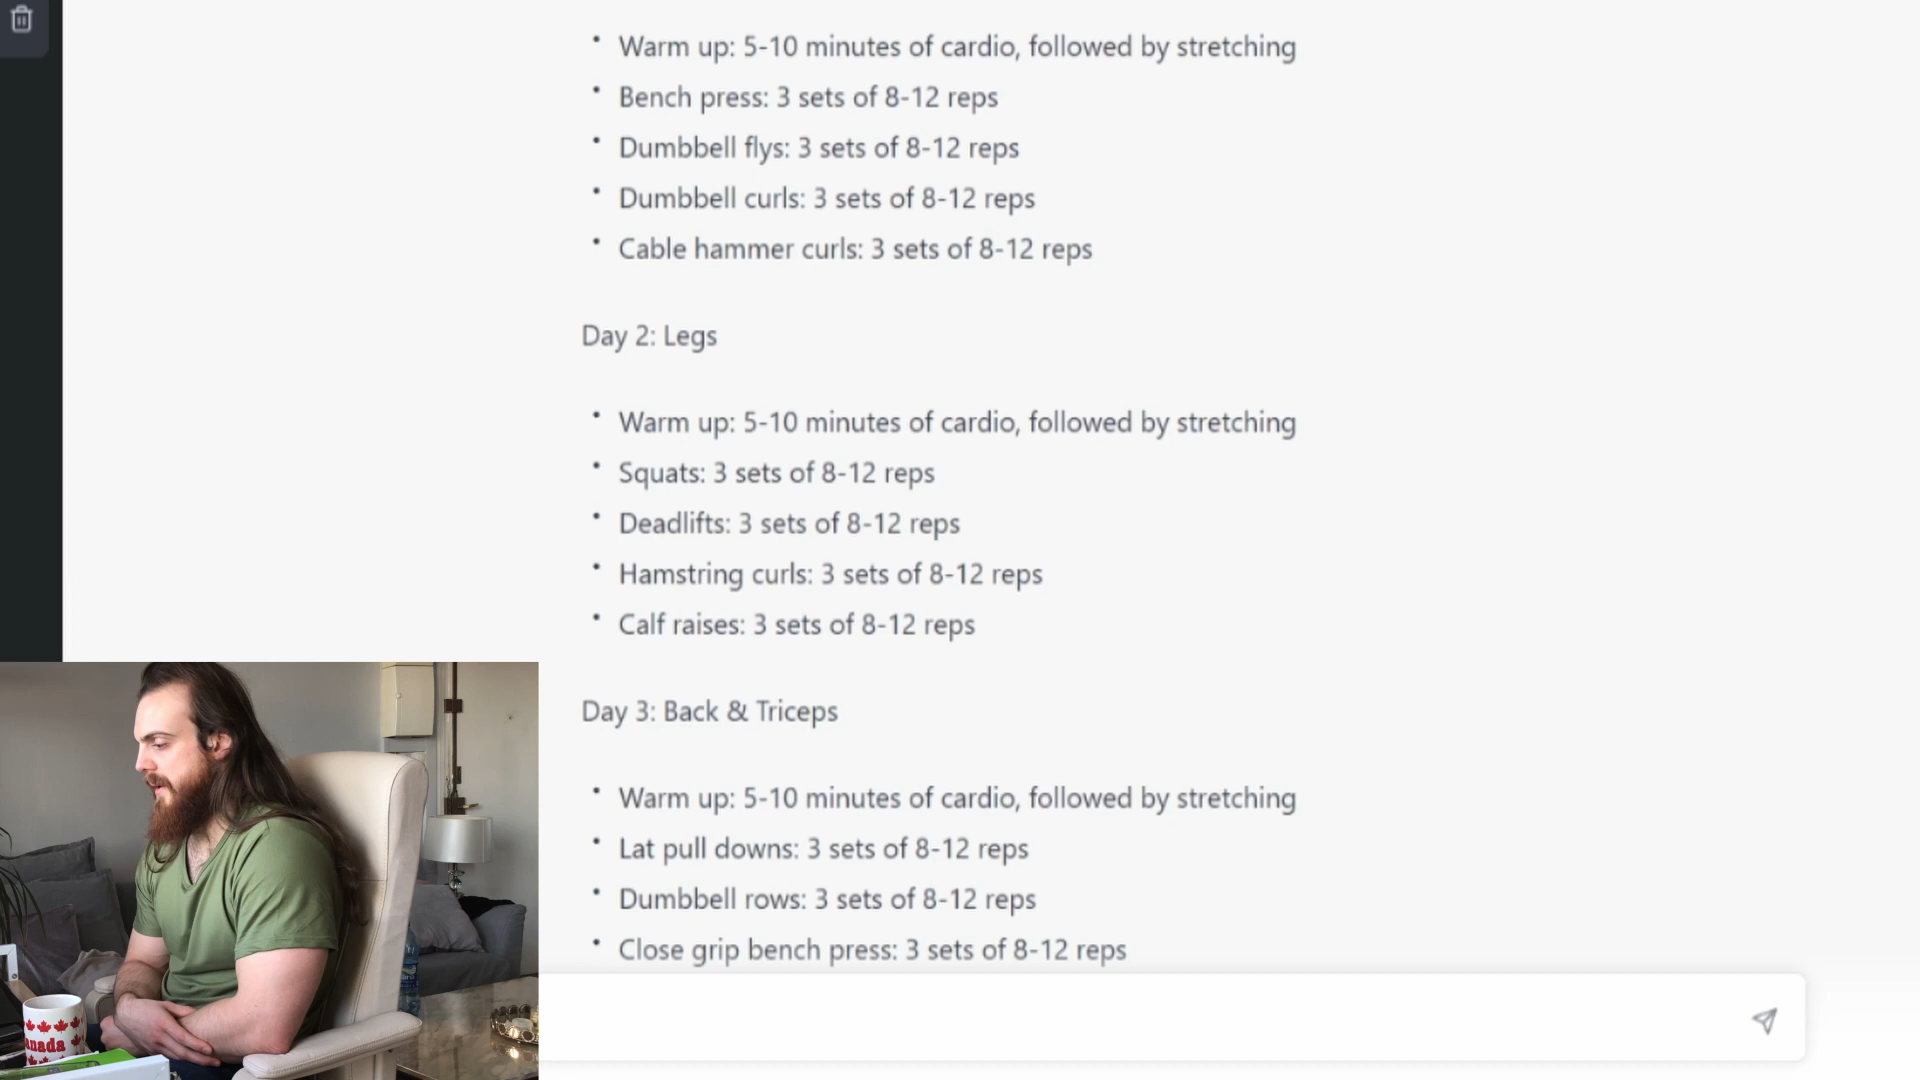 Warm up: 5-10 minutes of cardio, followed by stretching
Bench press: 3 sets of 8-12 reps
Dumbbell flys: 3 sets of 8-12 reps
Dumbbell curls: 3 sets of 8-12 reps
Cable hammer curls: 3 sets of 8-12 reps
Day 2: Legs
Warm up: 5-10 minutes of cardio, followed by stretching
Squats: 3 sets of 8-12 reps
Deadlifts: 3 sets of 8-12 reps
Hamstring curls: 3 sets of 8-12 reps
Calf raises: 3 sets of 8-12 reps
Day 3: Back & Triceps
Warm up: 5-10 minutes of cardio, followed by stretching
Lat pull downs: 3 sets of 8-12 reps
Dumbbell rows: 3 sets of 8-12 reps
Close grip bench press: 3 sets of 8-12 reps
anada